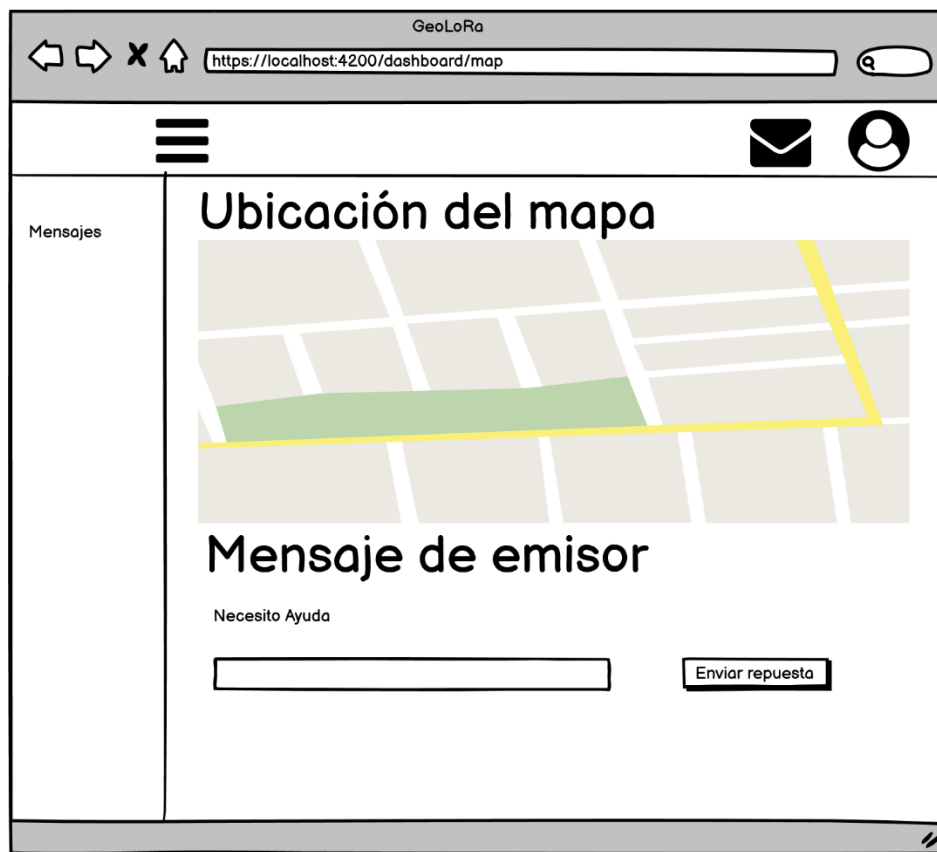 GeoLoRa
https://localhost:4200/dashboard/map
Mensajes
Ubicación del mapa
Mensaje de emisor
Necesito Ayuda
Enviar repuesta